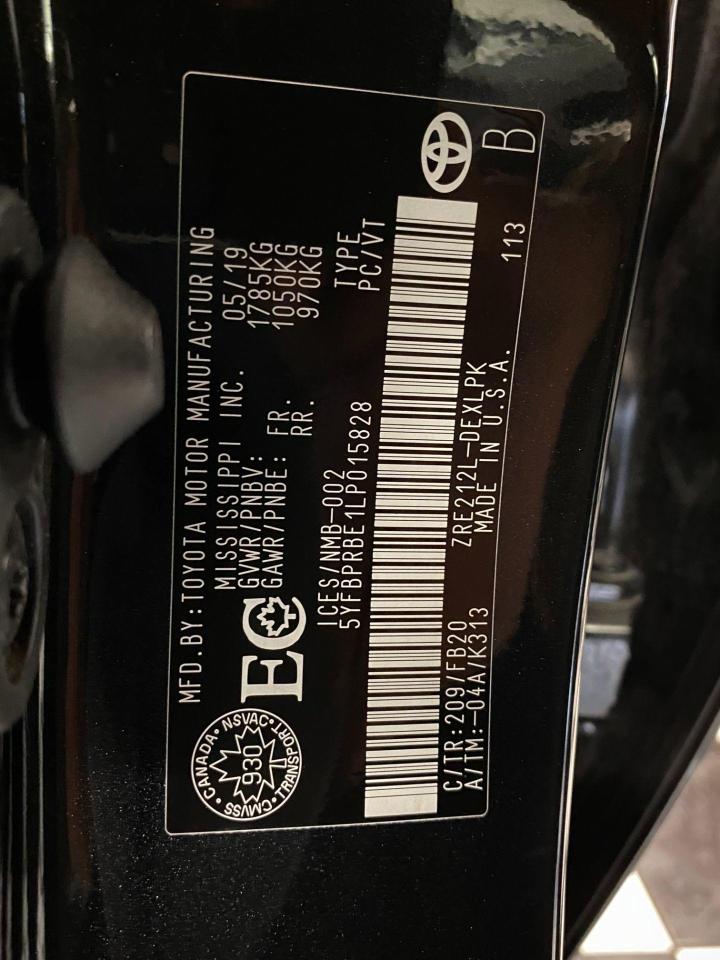 MFD.BY:TOYOTA MOTOR MANUFACTURING
MISSISSIPPI INC. 05/19
GVWR/PNBV: 1785KG
GAWR/PNBE: FR: 1050KG
RR: 970KG
CANADA • NSVAC • TRANSPORT • CMVSS •
930
EC
ICES/NMB-002 TYPE
5YFBPRBE1LP015828 PC/VT
C/TR:209/FB20 ZRE212L-DEXLPK
A/TM:-04A/K313 MADE IN U.S.A. 113
B